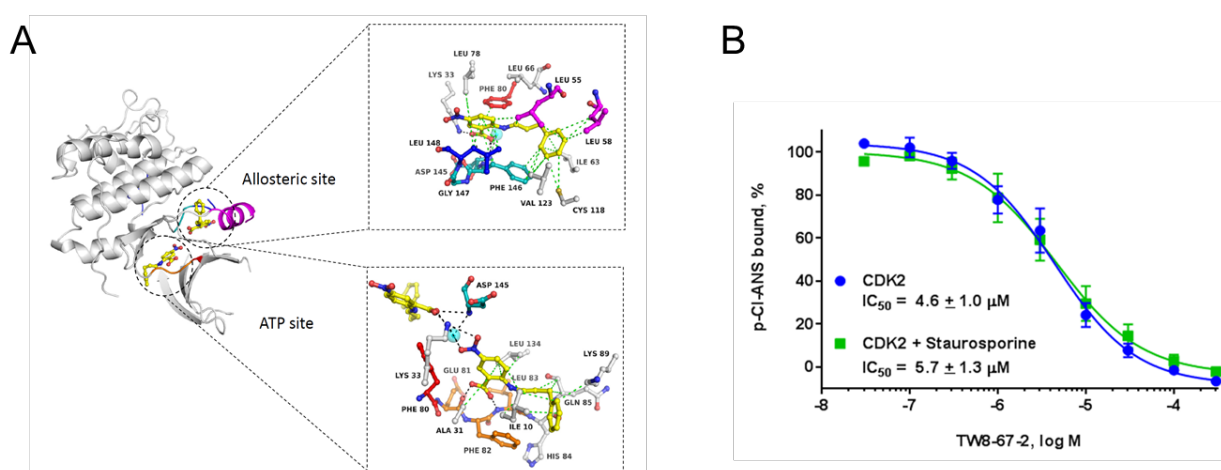 A
B
Allosteric site
ATP site
LEU 78
LYS 33
LEU 66
LEU 55
PHE 80
LEU 148
LEU 58
ASP 145
ILE 63
GLY 147
PHE 146
VAL 123
CYS 118
ASP 145
LEU 134
LYS 89
LYS 33
GLU 81
LEU 83
GLN 85
PHE 80
ALA 31
ILE 10
PHE 82
HIS 84
p-Cl-ANS bound, %
100
80
60
40
20
0
CDK2
IC50 = 4.6 ± 1.0 µM
CDK2 + Staurosporine
IC50 = 5.7 ± 1.3 µM
-8 -7 -6 -5 -4
TW8-67-2, log M